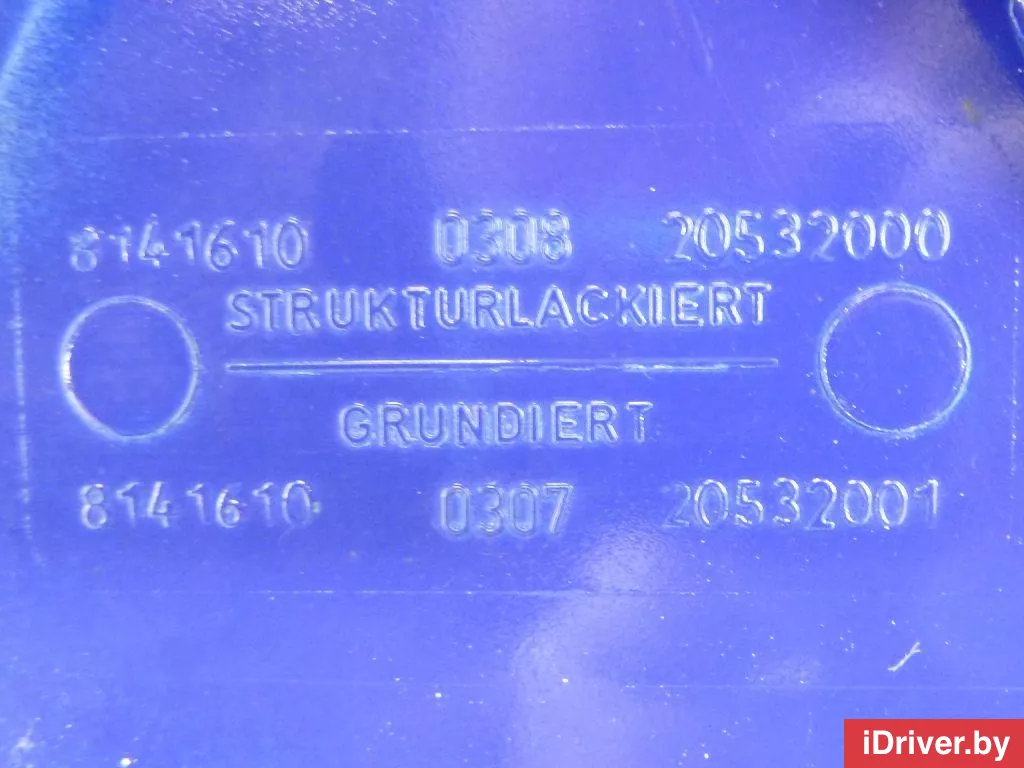 8141610 0308 20532000
STRUKTURLACKIERT
GRUNDIERT
8141610 0307 20532001
iDriver.by